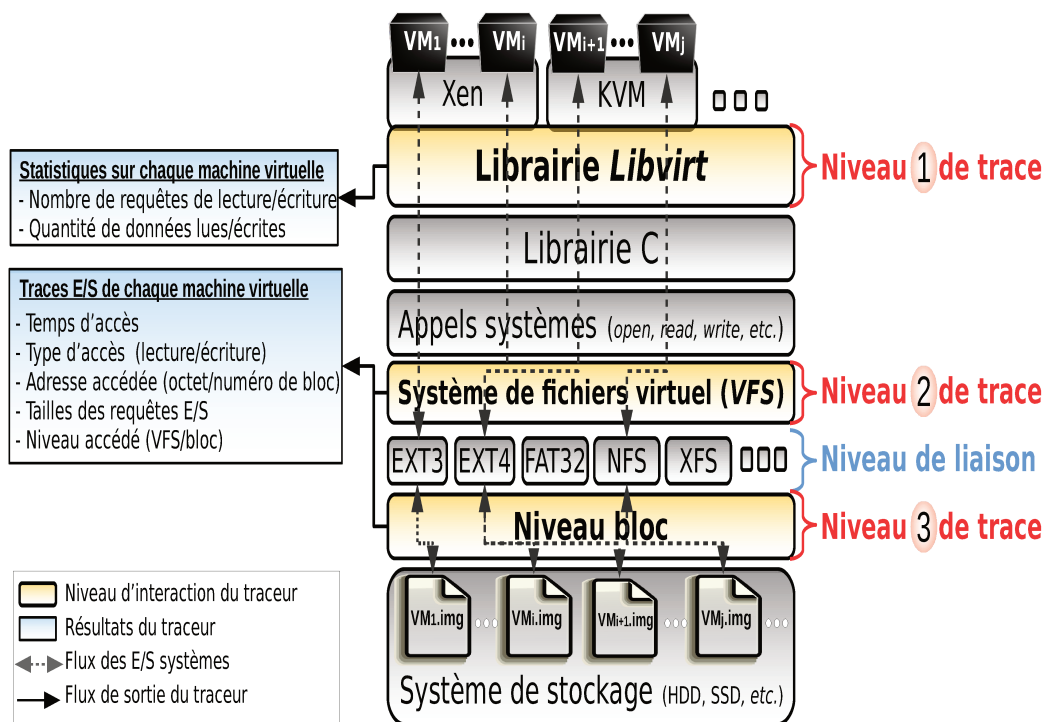 VM1 ••• VMi VMi+1 ••• VMj
Xen KVM
Librairie Libvirt
Niveau 1 de trace
Statistiques sur chaque machine virtuelle
- Nombre de requêtes de lecture/écriture
- Quantité de données lues/écrites
Librairie C
Traces E/S de chaque machine virtuelle
- Temps d’accès
- Type d’accès (lecture/écriture)
- Adresse accédée (octet/numéro de bloc)
- Tailles des requêtes E/S
- Niveau accédé (VFS/bloc)
Appels systèmes (open, read, write, etc.)
Système de fichiers virtuel (VFS)
Niveau 2 de trace
EXT3 EXT4 FAT32 NFS XFS
Niveau de liaison
Niveau bloc
Niveau 3 de trace
VM1.img VMi.img VMi+1.img VMj.img
Système de stockage (HDD, SSD, etc.)
Niveau d’interaction du traceur
Résultats du traceur
Flux des E/S systèmes
Flux de sortie du traceur